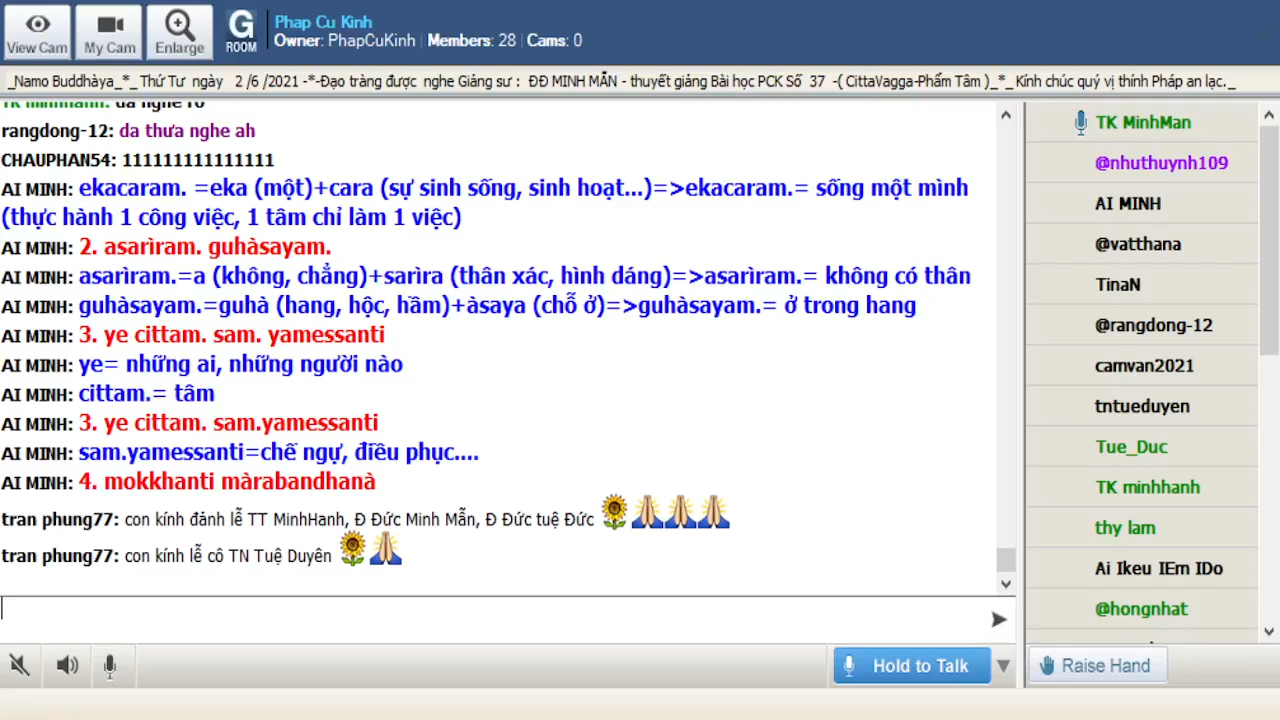 View Cam
My Cam
Enlarge
G
ROOM
Phap Cu Kinh
Owner: PhapCuKinh | Members: 28 | Cams: 0
_Namo Buddhàya_*_ Thứ Tư ngày 2 /6 /2021 -*-Đạo tràng được nghe Giảng sư : ĐĐ MINH MẪN - thuyết giảng Bài học PCK Số 37 -( CittaVagga-Phẩm Tâm )_*_ Kính chúc quý vị thính Pháp an lạc._
TK minhhanh: da nghe ro
rangdong-12: da thưa nghe ah
CHAUPHAN54: 111111111111111
AI MINH: ekacaram. =eka (một)+cara (sự sinh sống, sinh hoạt...)=>ekacaram.= sống một mình
(thực hành 1 công việc, 1 tâm chỉ làm 1 việc)
AI MINH: 2. asarìram. guhàsayam.
AI MINH: asarìram.=a (không, chẳng)+sarìra (thân xác, hình dáng)=>asarìram.= không có thân
AI MINH: guhàsayam.=guhà (hang, hộc, hầm)+àsaya (chỗ ở)=>guhàsayam.= ở trong hang
AI MINH: 3. ye cittam. sam. yamessanti
AI MINH: ye= những ai, những người nào
AI MINH: cittam.= tâm
AI MINH: 3. ye cittam. sam.yamessanti
AI MINH: sam.yamessanti=chế ngự, điều phục....
AI MINH: 4. mokkhanti màrabandhanà
tran phung77: con kính đảnh lễ TT MinhHanh, Đ Đức Minh Mẫn, Đ Đức tuệ Đức
tran phung77: con kính lễ cô TN Tuệ Duyên
TK MinhMan
@nhuthuynh109
AI MINH
@vatthana
TinaN
@rangdong-12
camvan2021
tntueduyen
Tue_Duc
TK minhhanh
thy lam
Ai Ikeu IEm IDo
@hongnhat
Hold to Talk
Raise Hand